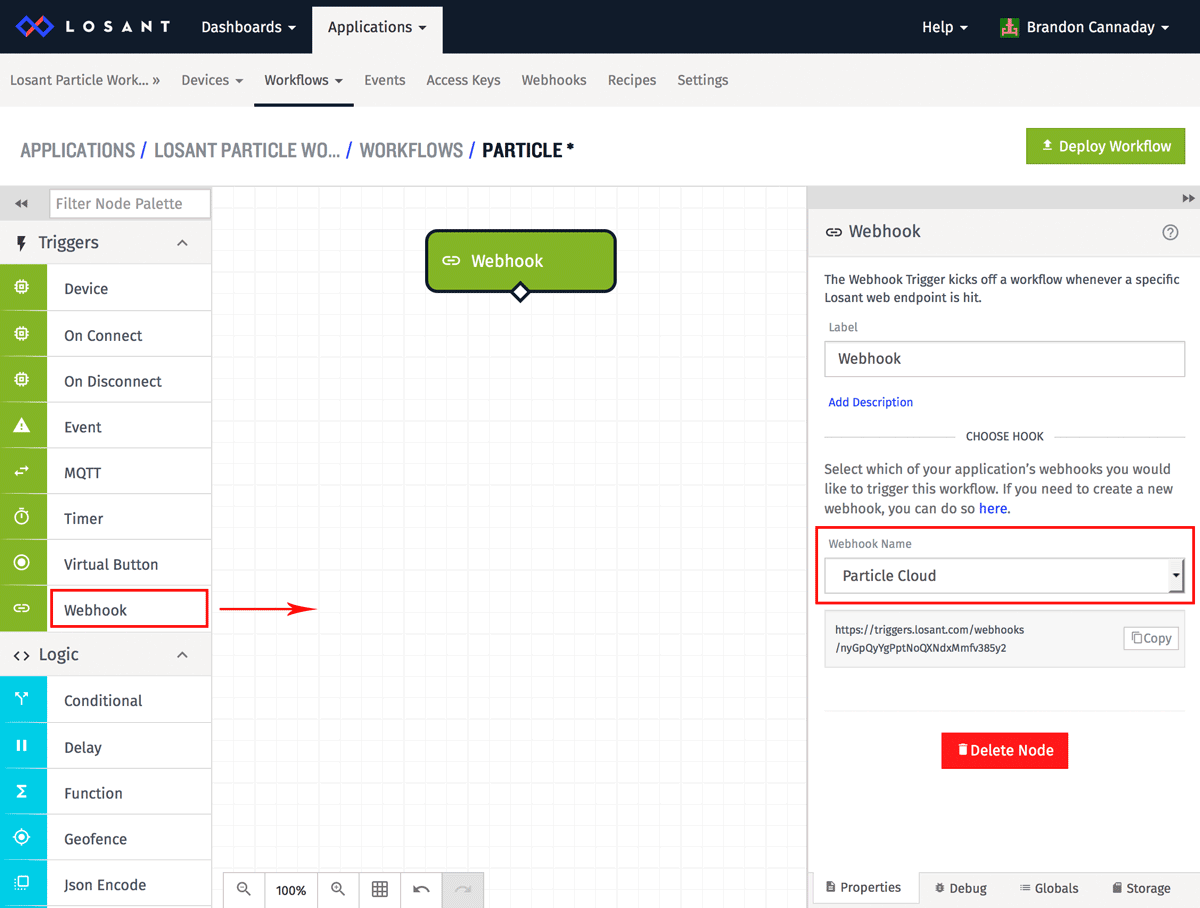 LOSANT
Dashboards
Applications
Help
Brandon Cannaday
Losant Particle Work... »
Devices
Workflows
Events
Access Keys
Webhooks
Recipes
Settings
APPLICATIONS / LOSANT PARTICLE WO... / WORKFLOWS / PARTICLE *
Deploy Workflow
Filter Node Palette
Triggers
Device
On Connect
On Disconnect
Event
MQTT
Timer
Virtual Button
Webhook
Logic
Conditional
Delay
Function
Geofence
Json Encode
Webhook
100%
Webhook
The Webhook Trigger kicks off a workflow whenever a specific
Losant web endpoint is hit.
Label
Webhook
Add Description
CHOOSE HOOK
Select which of your application's webhooks you would
like to trigger this workflow. If you need to create a new
webhook, you can do so here.
Webhook Name
Particle Cloud
https://triggers.losant.com/webhooks
/nyGpQyYgPptNoQXNdxMmfv385y2
Copy
Delete Node
Properties
Debug
Globals
Storage